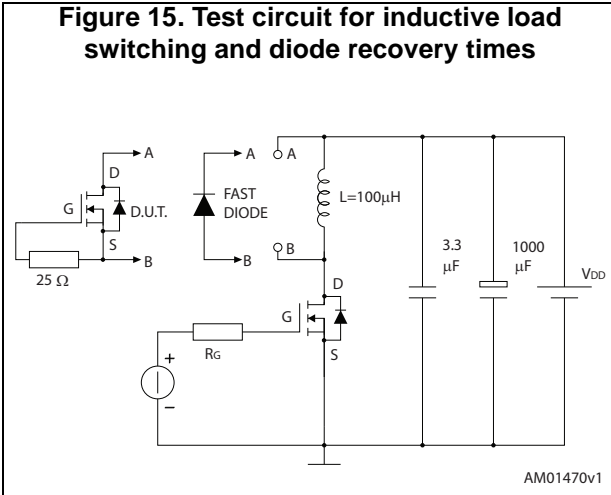 Figure 15. Test circuit for inductive load
switching and diode recovery times
A
D
G
D.U.T.
S
B
25 Ω
A
FAST
DIODE
B
A
L=100μH
B
D
G
S
RG
+
−
3.3
μF
1000
μF
VDD
AM01470v1